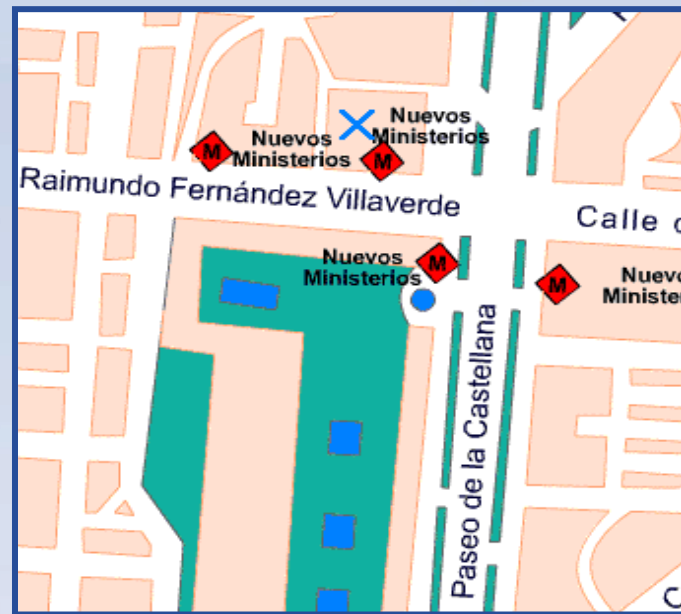 Nuevos
Ministerios
M
Nuevos
Ministerios
M
Raimundo Fernández Villaverde
Calle
Nuevos
Ministerios
M
M
Paseo de la Castellana